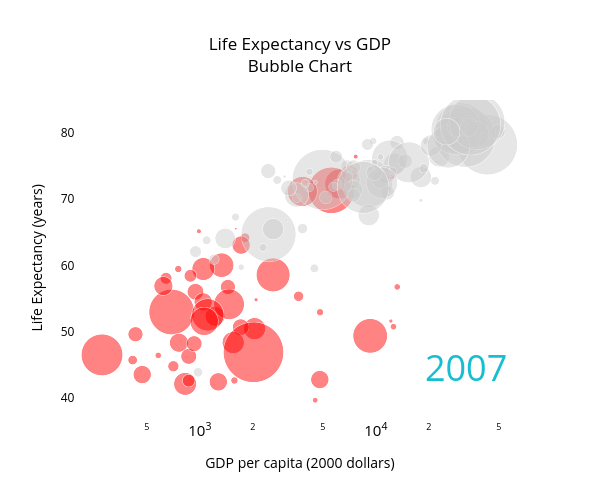 Life Expectancy vs GDP
Bubble Chart
80
70
60
50
40
Life Expectancy (years)
2007
5 10³ 2 5 10⁴ 2 5
GDP per capita (2000 dollars)